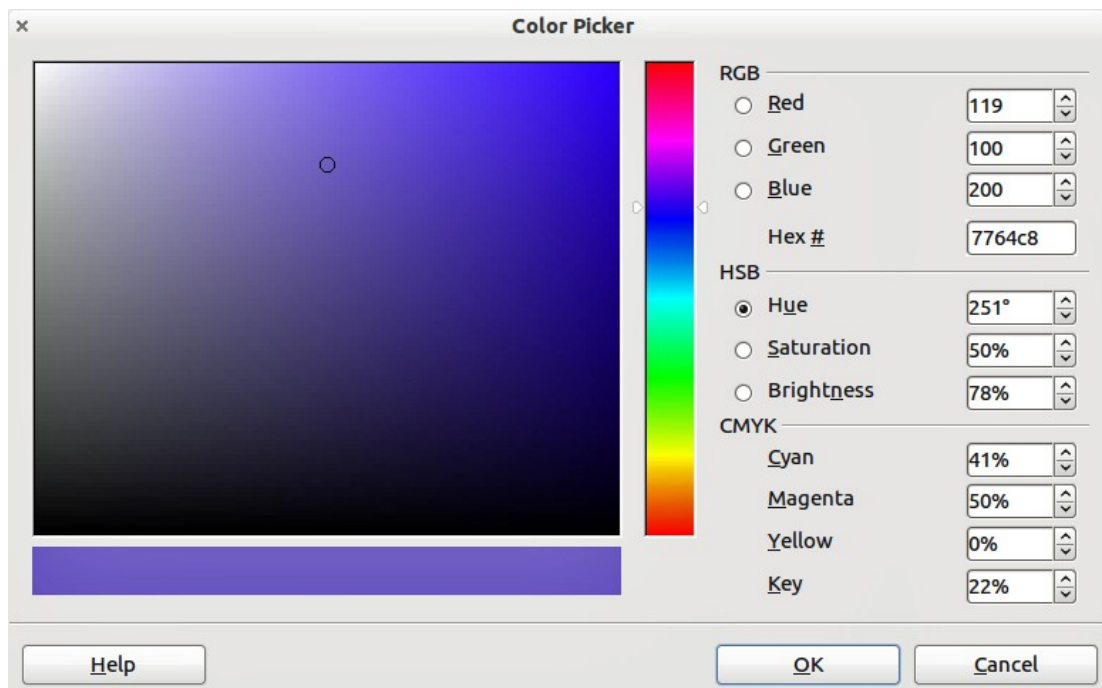 Color Picker
RGB
Red 119
Green 100
Blue 200
Hex # 7764c8
HSB
Hue 251°
Saturation 50%
Brightness 78%
CMYK
Cyan 41%
Magenta 50%
Yellow 0%
Key 22%
Help OK Cancel